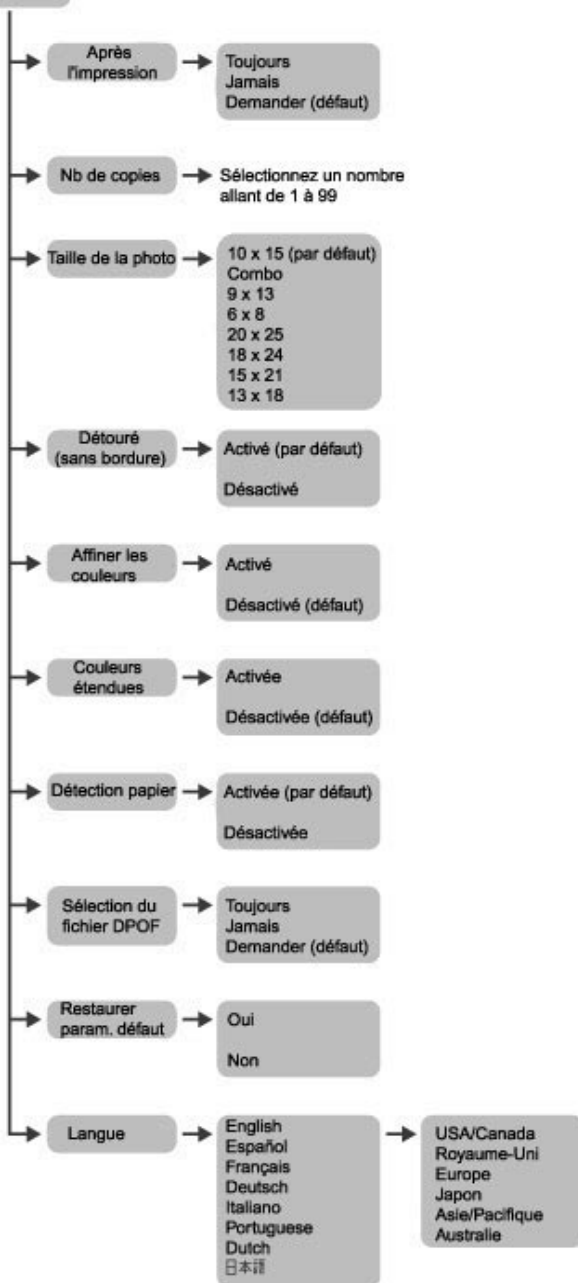 Après
l'impression
Toujours
Jamais
Demander (défaut)
Nb de copies
Sélectionnez un nombre
allant de 1 à 99
Taille de la photo
10 x 15 (par défaut)
Combo
9 x 13
6 x 8
20 x 25
18 x 24
15 x 21
13 x 18
Détouré
(sans bordure)
Activé (par défaut)
Désactivé
Affiner les
couleurs
Activé
Désactivé (défaut)
Couleurs
étendues
Activée
Désactivée (défaut)
Détection papier
Activée (par défaut)
Désactivée
Sélection du
fichier DPOF
Toujours
Jamais
Demander (défaut)
Restaurer
param. défaut
Oui
Non
Langue
English
Español
Français
Deutsch
Italiano
Portuguese
Dutch
日本語
USA/Canada
Royaume-Uni
Europe
Japon
Asie/Pacifique
Australie